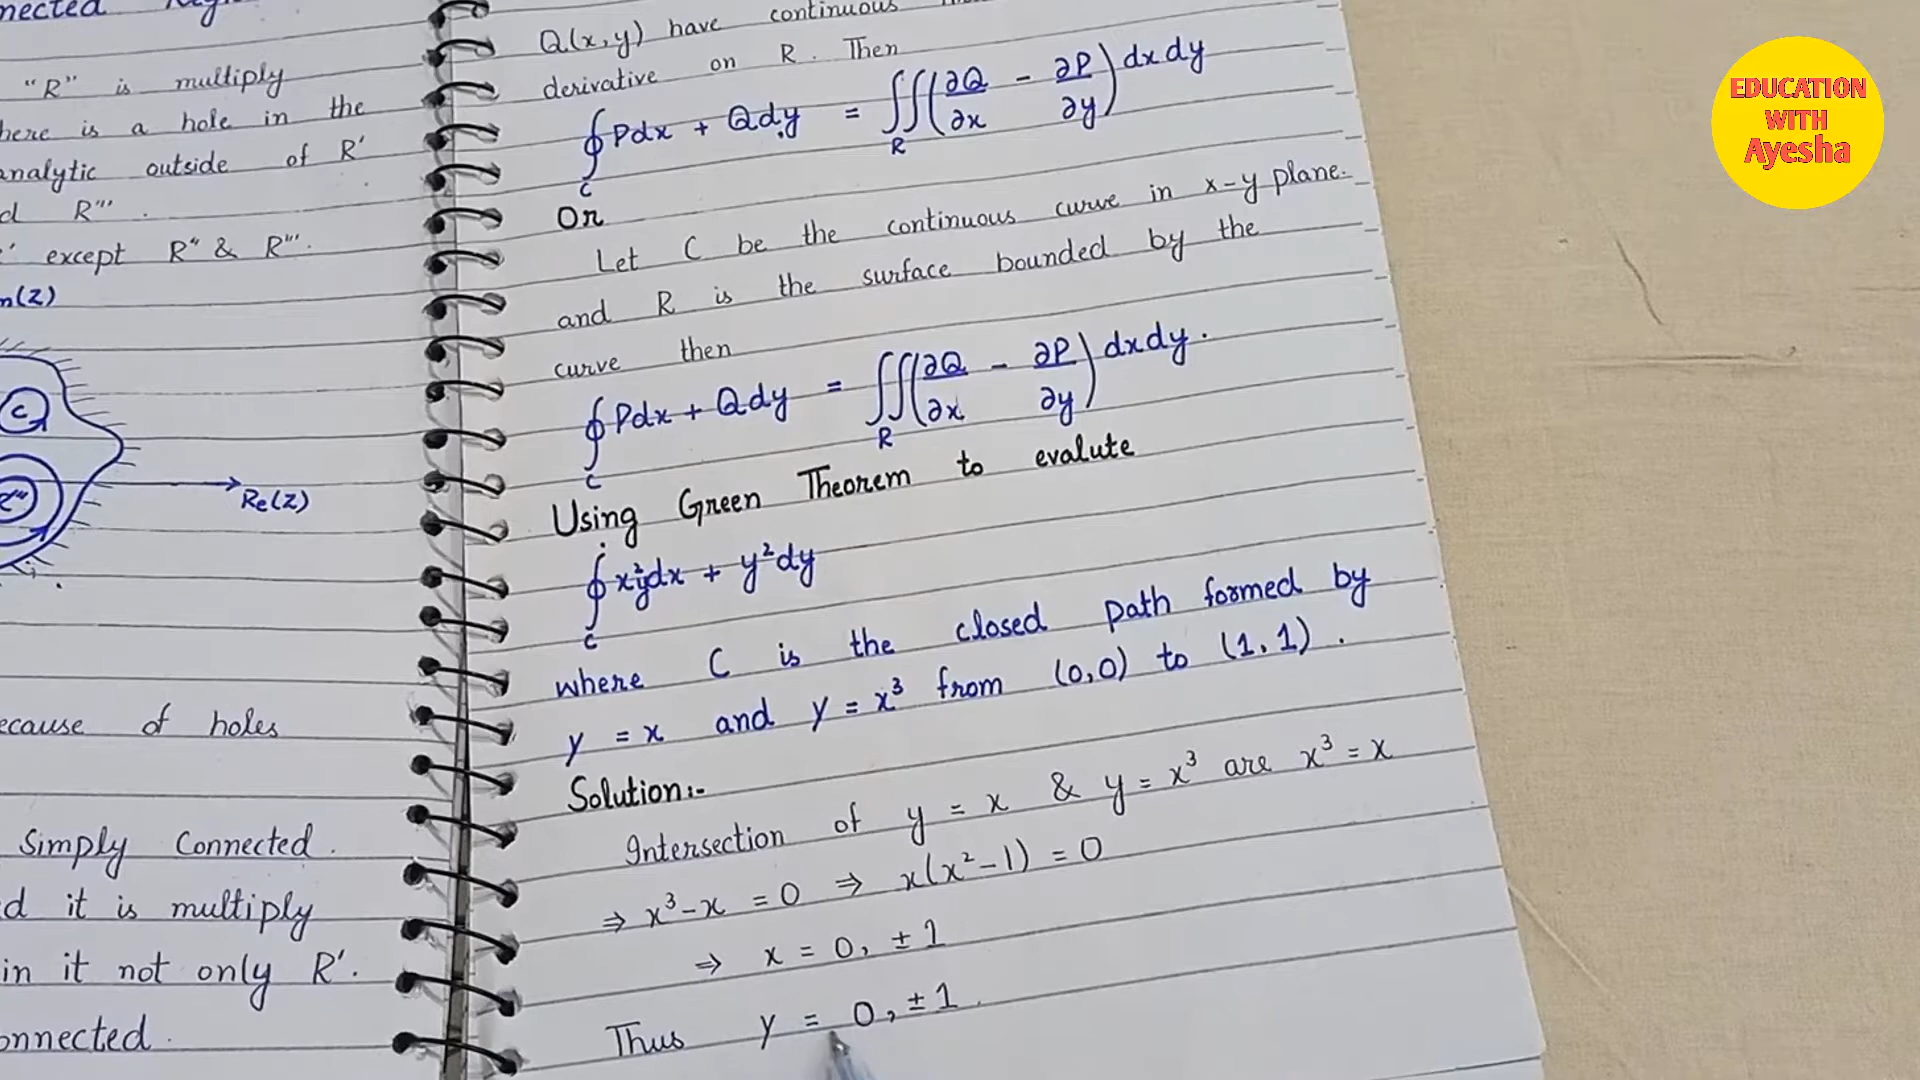 "R" is multiply
here is a hole in the
analytic outside of R'
d R''' .
' except R'' & R'''.
m(z)
C
Re(z)
ecause of holes
Simply Connected.
d it is multiply
in it not only R'.
onnected.
Q(x,y) have continuous
derivative on R. Then
∮ Pdx + Qdy = ∬(∂Q/∂x - ∂P/∂y) dxdy
C R
Or
Let C be the continuous curve in x-y plane.
and R is the surface bounded by the
curve then
∮ Pdx + Qdy = ∬(∂Q/∂x - ∂P/∂y) dxdy.
C R
Using Green Theorem to evalute
∮ x²ydx + y²dy
C
where C is the closed path formed by
y = x and y = x³ from (0,0) to (1,1).
Solution:-
Intersection of y = x & y = x³ are x³ = x
⇒ x³-x = 0 ⇒ x(x²-1) = 0
⇒ x = 0, ±1
Thus y = 0, ±1.
EDUCATION
WITH
Ayesha